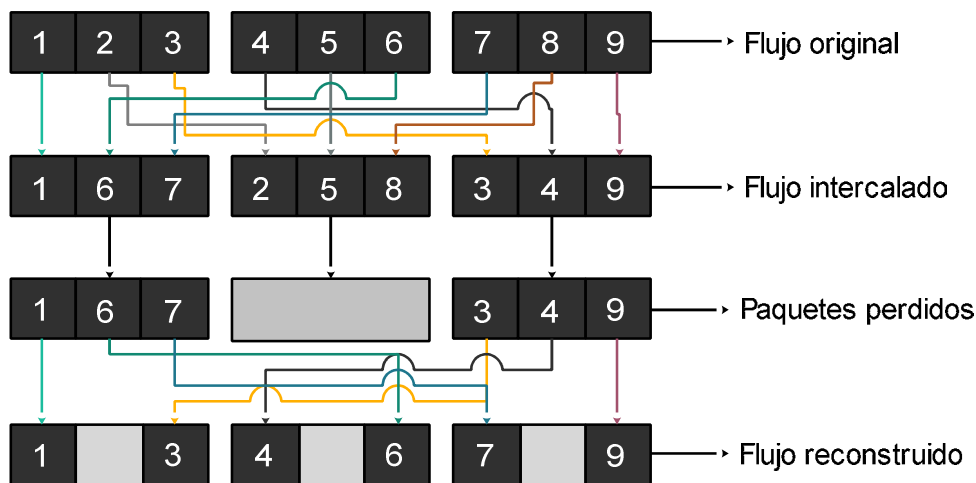 1 2 3 4 5 6 7 8 9 Flujo original
1 6 7 2 5 8 3 4 9 Flujo intercalado
1 6 7 3 4 9 Paquetes perdidos
1 3 4 6 7 9 Flujo reconstruido